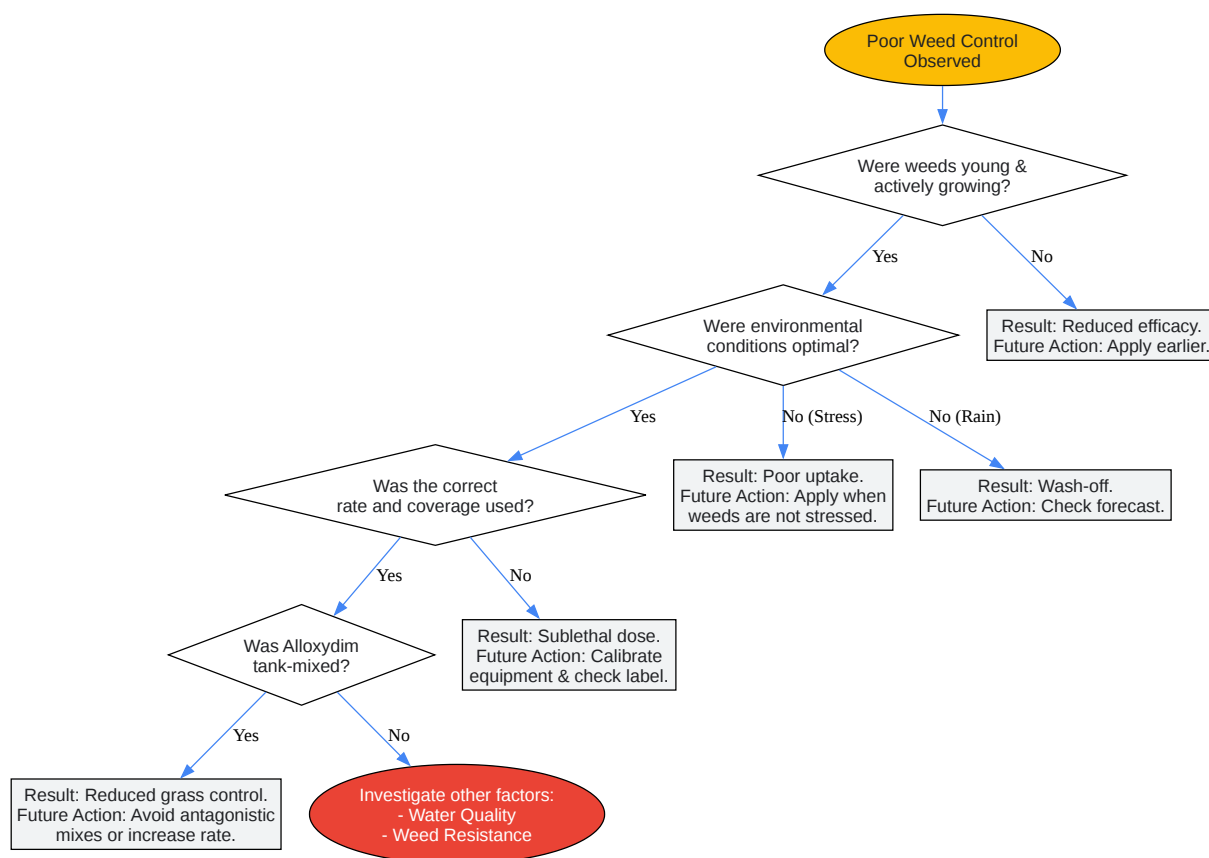 Poor Weed Control
Observed
Were weeds young &
actively growing?
Yes
No
Were environmental
conditions optimal?
Result: Reduced efficacy.
Future Action: Apply earlier.
Yes
No (Stress)
No (Rain)
Was the correct
rate and coverage used?
Result: Poor uptake.
Future Action: Apply when
weeds are not stressed.
Result: Wash-off.
Future Action: Check forecast.
Yes
No
Was Alloxydim
tank-mixed?
Result: Sublethal dose.
Future Action: Calibrate
equipment & check label.
Yes
No
Result: Reduced grass control.
Future Action: Avoid antagonistic
mixes or increase rate.
Investigate other factors:
- Water Quality
- Weed Resistance